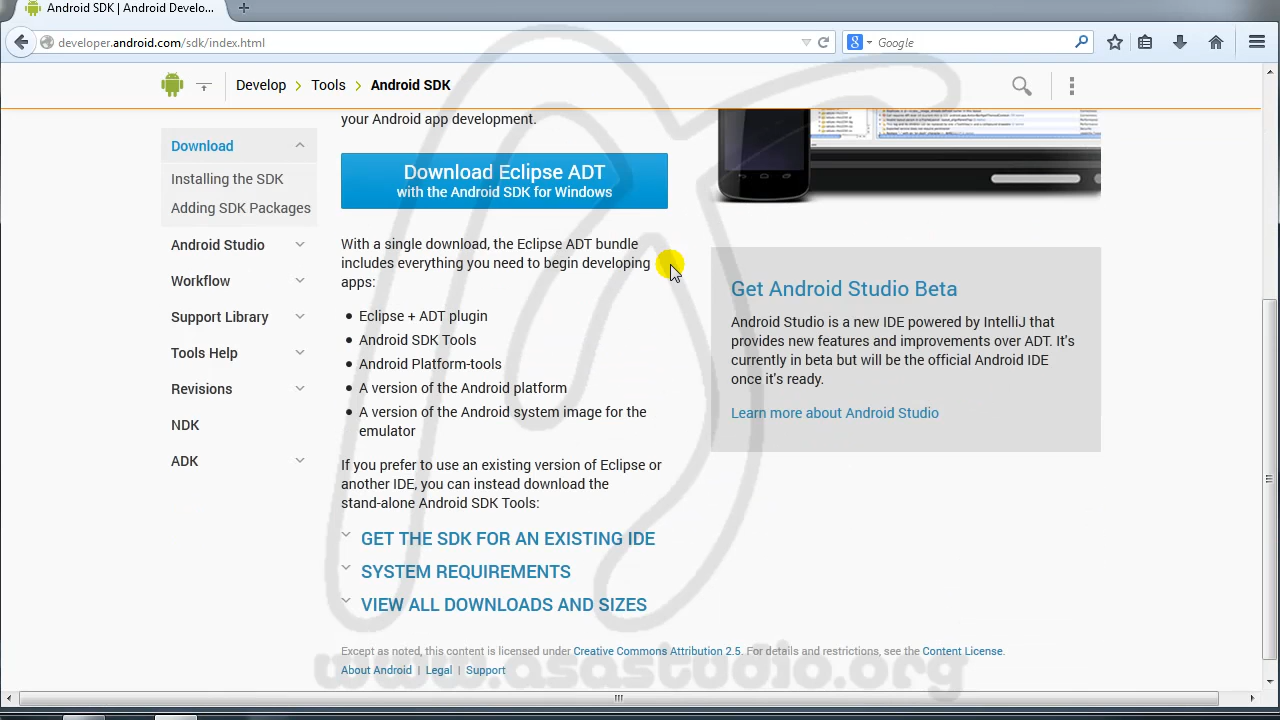 Android SDK | Android Develo...
developer.android.com/sdk/index.html
Google
Develop > Tools > Android SDK
your Android app development.
Download
Installing the SDK
Adding SDK Packages
Android Studio
Workflow
Support Library
Tools Help
Revisions
NDK
ADK
Download Eclipse ADT
with the Android SDK for Windows
With a single download, the Eclipse ADT bundle
includes everything you need to begin developing
apps:
Eclipse + ADT plugin
Android SDK Tools
Android Platform-tools
A version of the Android platform
A version of the Android system image for the
emulator
If you prefer to use an existing version of Eclipse or
another IDE, you can instead download the
stand-alone Android SDK Tools:
GET THE SDK FOR AN EXISTING IDE
SYSTEM REQUIREMENTS
VIEW ALL DOWNLOADS AND SIZES
Get Android Studio Beta
Android Studio is a new IDE powered by IntelliJ that
provides new features and improvements over ADT. It's
currently in beta but will be the official Android IDE
once it's ready.
Learn more about Android Studio
Except as noted, this content is licensed under Creative Commons Attribution 2.5. For details and restrictions, see the Content License.
About Android | Legal | Support
www.asastudio.org